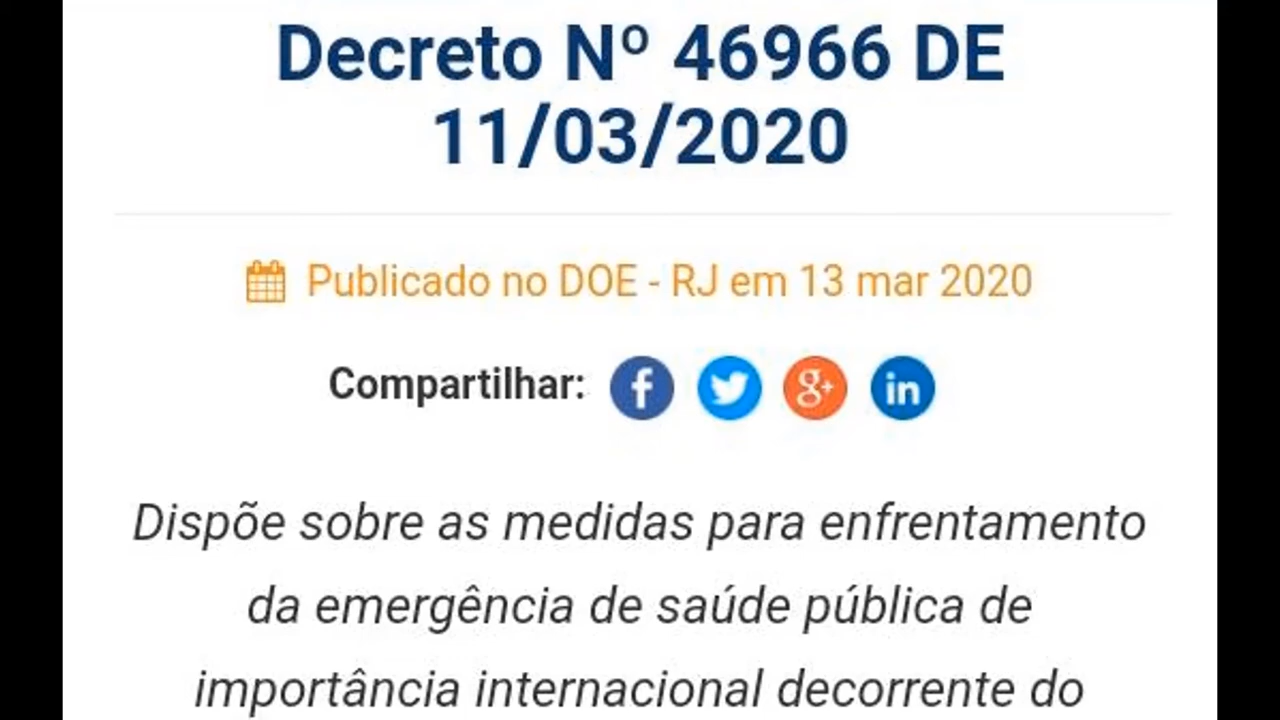 Decreto Nº 46966 DE
11/03/2020
Publicado no DOE - RJ em 13 mar 2020
Compartilhar:
Dispõe sobre as medidas para enfrentamento
da emergência de saúde pública de
importância internacional decorrente do